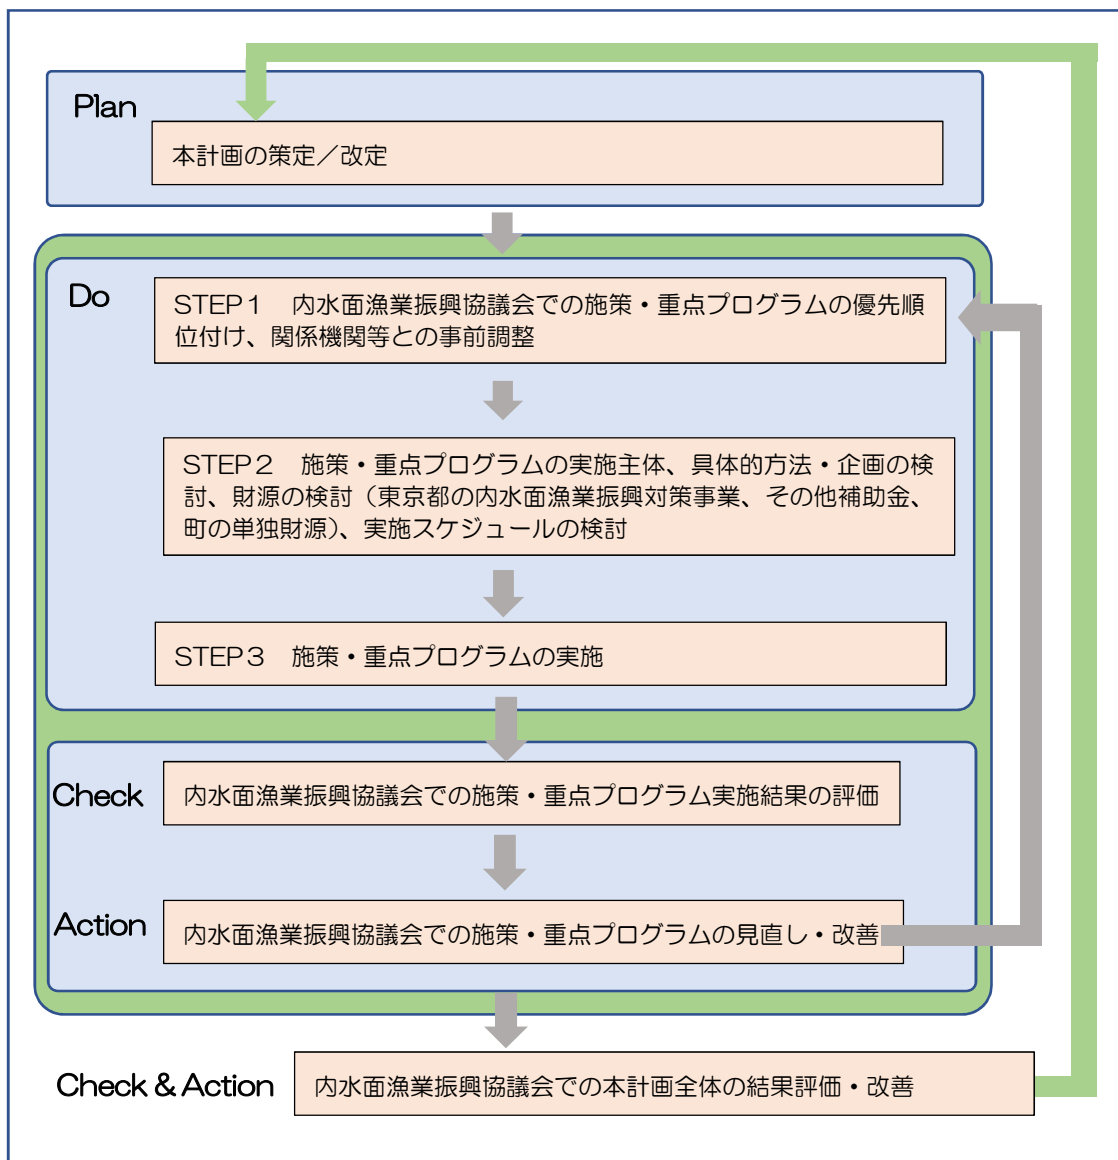 Plan
本計画の策定／改定
Do
STEP１　内水面漁業振興協議会での施策・重点プログラムの優先順
位付け、関係機関等との事前調整
STEP２　施策・重点プログラムの実施主体、具体的方法・企画の検
討、財源の検討（東京都の内水面漁業振興対策事業、その他補助金、
町の単独財源）、実施スケジュールの検討
STEP３　施策・重点プログラムの実施
Check
内水面漁業振興協議会での施策・重点プログラム実施結果の評価
Action
内水面漁業振興協議会での施策・重点プログラムの見直し・改善
Check & Action
内水面漁業振興協議会での本計画全体の結果評価・改善